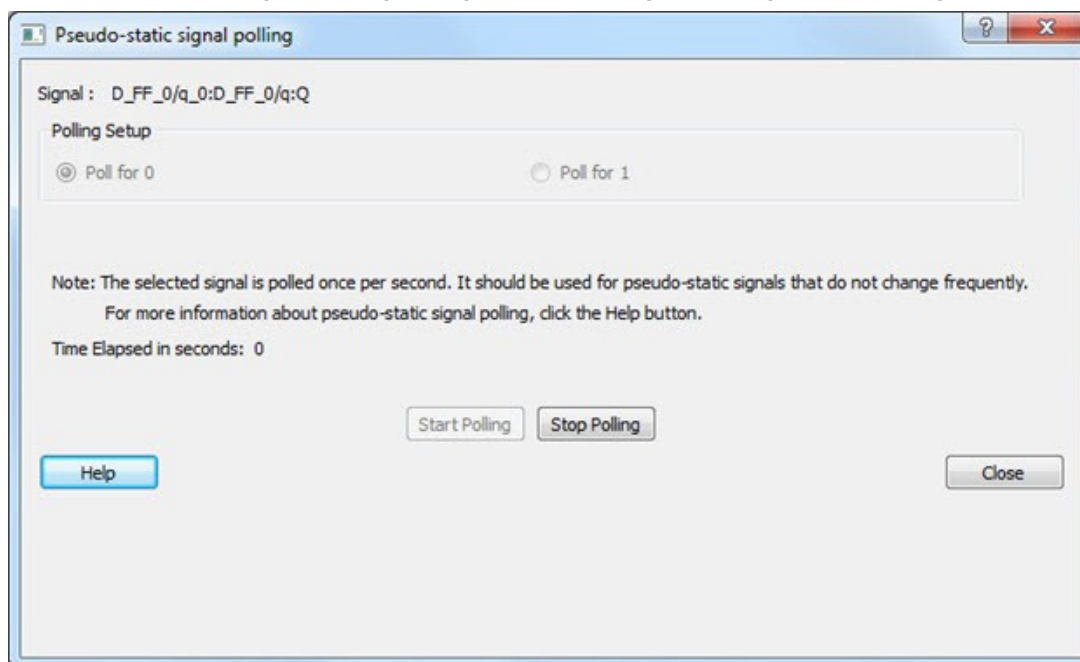 Pseudo-static signal polling
Signal : D_FF_0/q_0:D_FF_0/q:Q
Polling Setup
Poll for 0 Poll for 1
Note: The selected signal is polled once per second. It should be used for pseudo-static signals that do not change frequently.
For more information about pseudo-static signal polling, click the Help button.
Time Elapsed in seconds: 0
Start Polling Stop Polling
Help Close